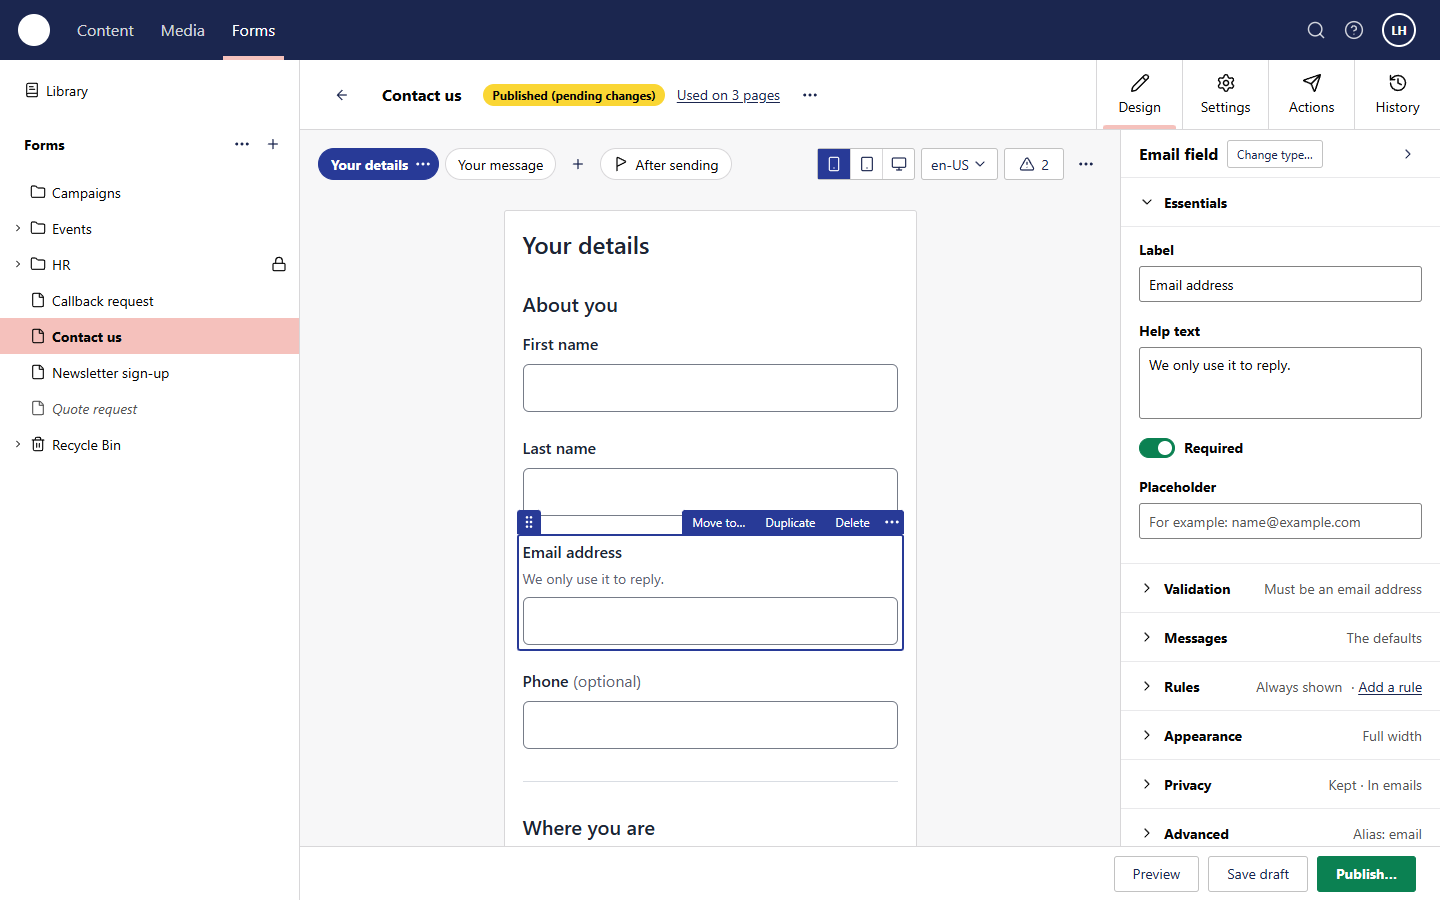 Content
Media
Forms
LH
Library
Forms
Campaigns
Events
HR
Callback request
Contact us
Newsletter sign-up
Quote request
Recycle Bin
Contact us
Published (pending changes)
Used on 3 pages
Design
Settings
Actions
History
Your details
Your message
After sending
en-US
2
Your details
About you
First name
Last name
Move to...
Duplicate
Delete
Email address
We only use it to reply.
Phone (optional)
Where you are
Email field
Change type...
Essentials
Label
Email address
Help text
We only use it to reply.
Required
Placeholder
For example: name@example.com
Validation
Must be an email address
Messages
The defaults
Rules
Always shown · Add a rule
Appearance
Full width
Privacy
Kept · In emails
Advanced
Alias: email
Preview
Save draft
Publish...